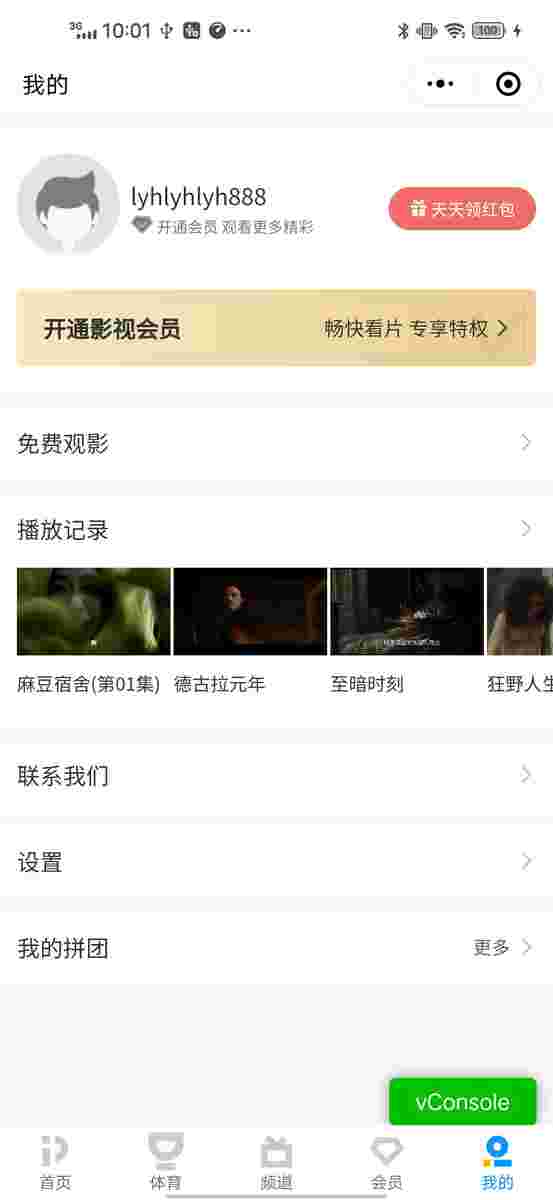 3G 10:01 100
我的
lyhlyhlyh888
开通会员 观看更多精彩
天天领红包
开通影视会员
畅快看片 专享特权
免费观影
播放记录
麻豆宿舍(第01集) 德古拉元年 至暗时刻 狂野人生
联系我们
设置
我的拼团 更多
vConsole
首页 体育 频道 会员 我的